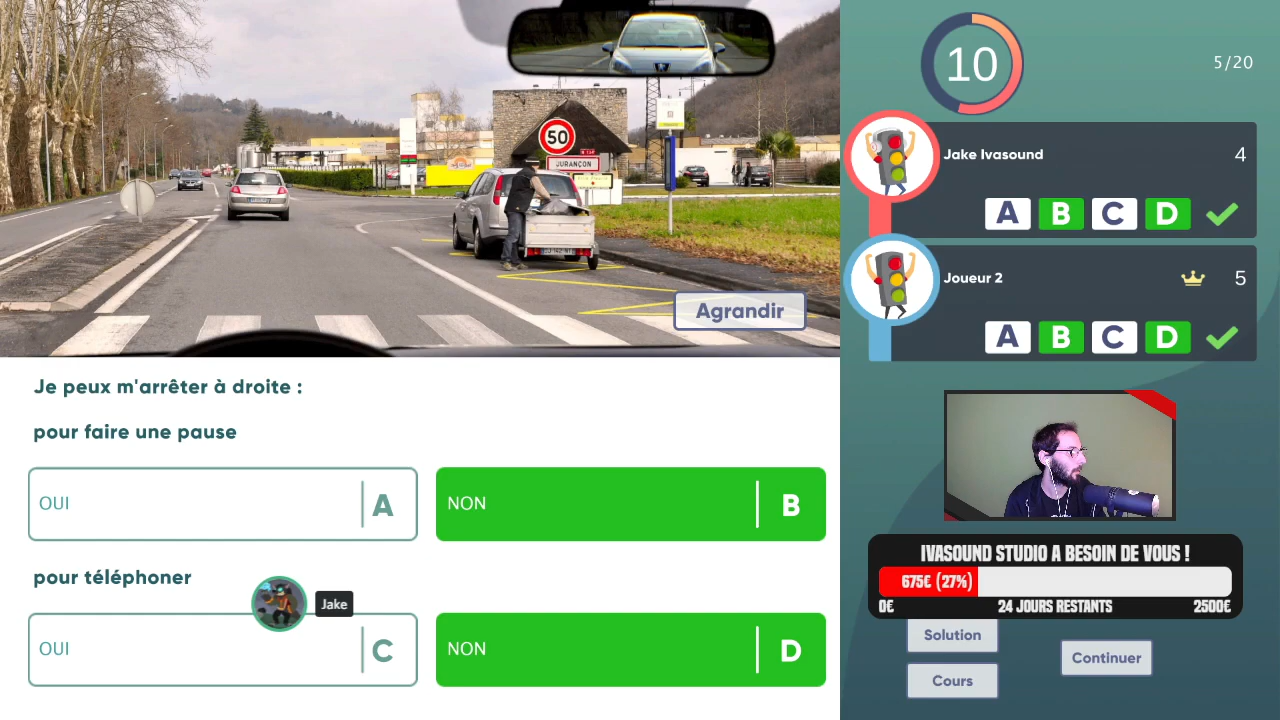 50
JURANÇON
Agrandir
Je peux m'arrêter à droite :
pour faire une pause
OUI
A
NON
B
pour téléphoner
OUI
C
NON
D
Jake
10
5/20
Jake Ivasound
4
A B C D
Joueur 2
5
A B C D
IVASOUND STUDIO A BESOIN DE VOUS !
675€ (27%)
0€
24 JOURS RESTANTS
2500€
Solution
Continuer
Cours